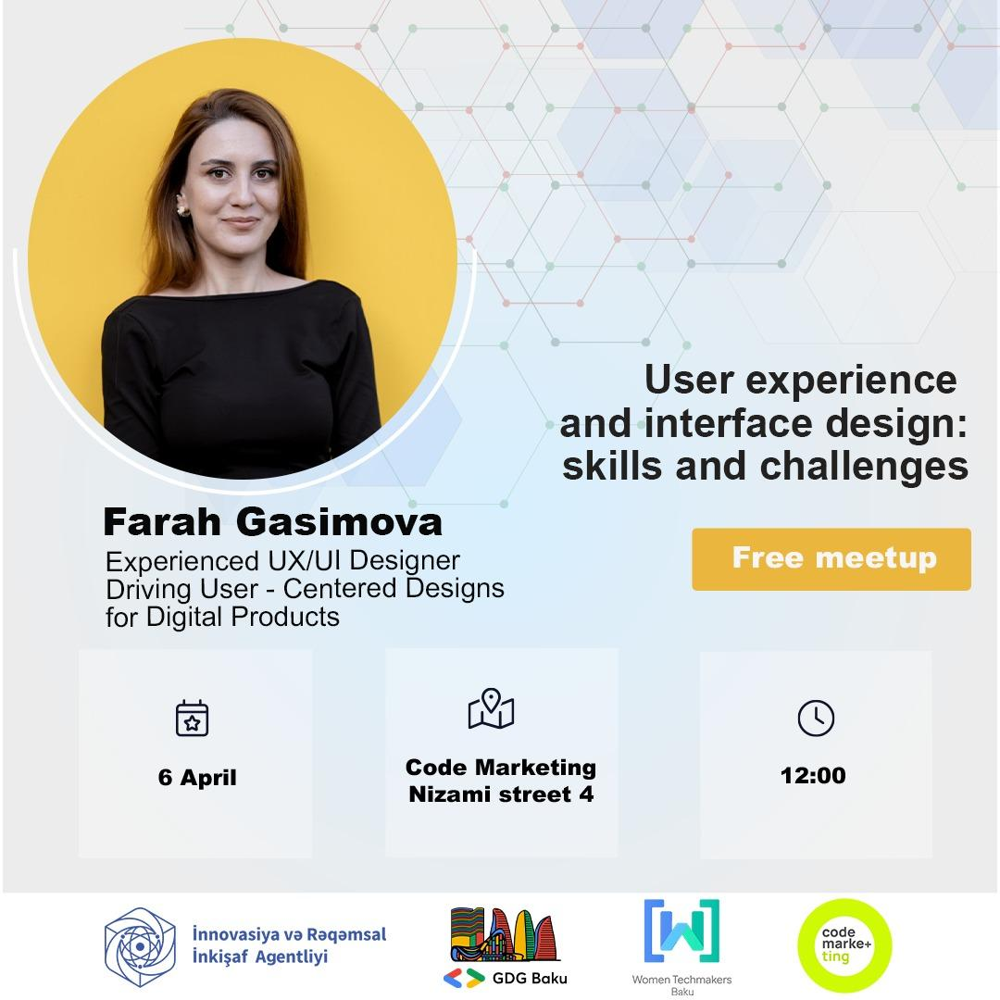 User experience
and interface design:
skills and challenges
Farah Gasimova
Experienced UX/UI Designer
Driving User - Centered Designs
for Digital Products
Free meetup
6 April
Code Marketing
Nizami street 4
12:00
İnnovasiya və Rəqəmsal
İnkişaf Agentliyi
GDG Baku
Women Techmakers
Baku
code
marke+
ting